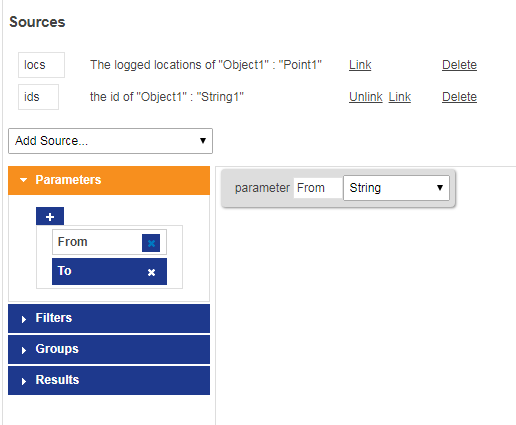 Sources
locs The logged locations of "Object1" : "Point1" Link Delete
ids the id of "Object1" : "String1" Unlink Link Delete
Add Source...
Parameters
parameter From String
+
From
To
Filters
Groups
Results